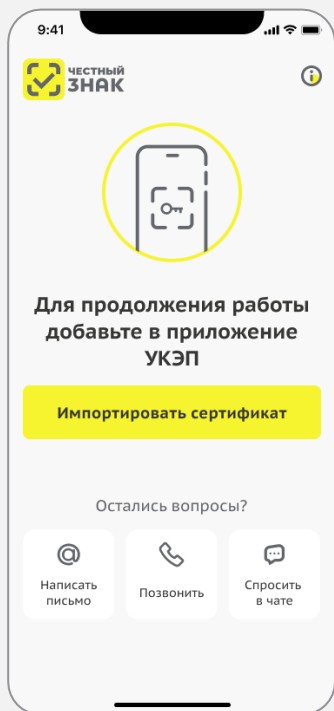 9:41
ЧЕСТНЫЙ
ЗНАК
Для продолжения работы
добавьте в приложение
УКЭП
Импортировать сертификат
Остались вопросы?
Написать
письмо
Позвонить
Спросить
в чате